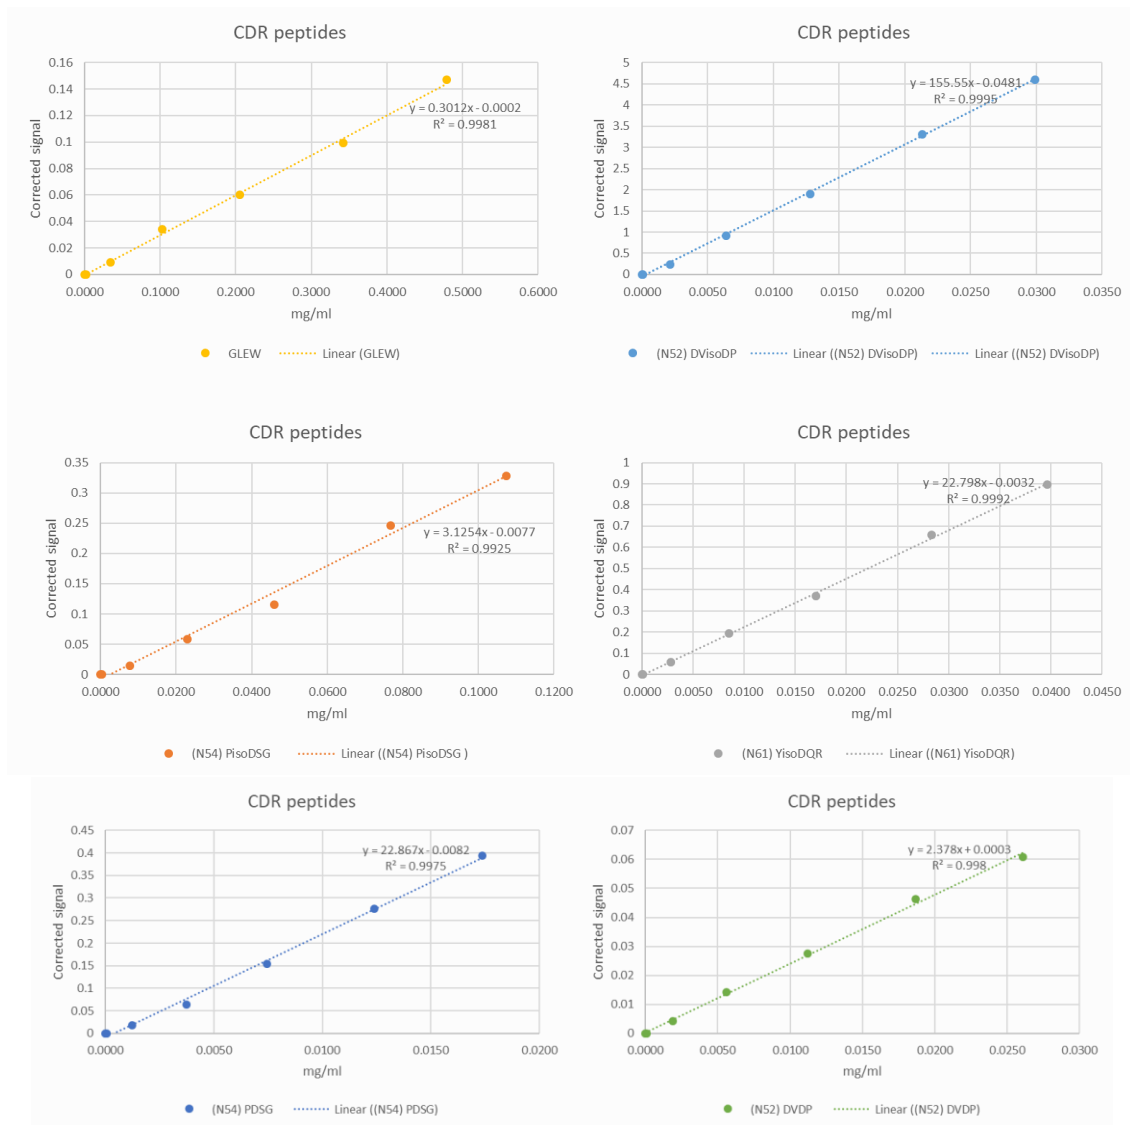 CDR peptides
0.16
0.14
0.12
0.1
0.08
0.06
0.04
0.02
0
Corrected signal
y = 0.3012x - 0.0002
R² = 0.9981
0.0000 0.1000 0.2000 0.3000 0.4000 0.5000 0.6000
mg/ml
GLEW Linear (GLEW)
CDR peptides
5
4.5
4
3.5
3
2.5
2
1.5
1
0.5
0
Corrected signal
y = 155.55x - 0.0481
R² = 0.9995
0.0000 0.0050 0.0100 0.0150 0.0200 0.0250 0.0300 0.0350
mg/ml
(N52) DVisoDP Linear ((N52) DVisoDP) Linear ((N52) DVisoDP)
CDR peptides
0.35
0.3
0.25
0.2
0.15
0.1
0.05
0
Corrected signal
y = 3.1254x - 0.0077
R² = 0.9925
0.0000 0.0200 0.0400 0.0600 0.0800 0.1000 0.1200
mg/ml
(N54) PisoDSG Linear ((N54) PisoDSG )
CDR peptides
1
0.9
0.8
0.7
0.6
0.5
0.4
0.3
0.2
0.1
0
Corrected signal
y = 22.798x - 0.0032
R² = 0.9992
0.0000 0.0050 0.0100 0.0150 0.0200 0.0250 0.0300 0.0350 0.0400 0.0450
mg/ml
(N61) YisoDQR Linear ((N61) YisoDQR)
CDR peptides
0.45
0.4
0.35
0.3
0.25
0.2
0.15
0.1
0.05
0
Corrected signal
y = 22.867x - 0.0082
R² = 0.9975
0.0000 0.0050 0.0100 0.0150 0.0200
mg/ml
(N54) PDSG Linear ((N54) PDSG)
CDR peptides
0.07
0.06
0.05
0.04
0.03
0.02
0.01
0
Corrected signal
y = 2.378x + 0.0003
R² = 0.998
0.0000 0.0050 0.0100 0.0150 0.0200 0.0250 0.0300
mg/ml
(N52) DVDP Linear ((N52) DVDP)